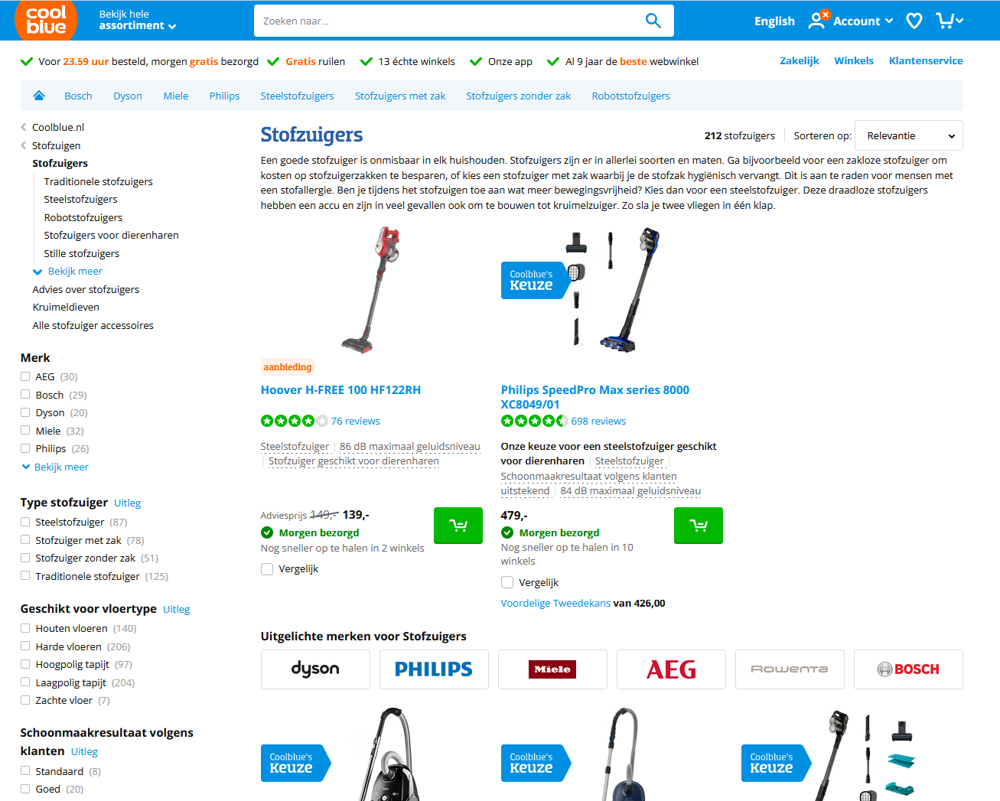 cool
blue
Bekijk hele
assortiment
Zoeken naar...
English
Account
Voor 23.59 uur besteld, morgen gratis bezorgd
Gratis ruilen
13 échte winkels
Onze app
Al 9 jaar de beste webwinkel
Zakelijk
Winkels
Klantenservice
Bosch
Dyson
Miele
Philips
Steelstofzuigers
Stofzuigers met zak
Stofzuigers zonder zak
Robotstofzuigers
Coolblue.nl
Stofzuigen
Stofzuigers
Traditionele stofzuigers
Steelstofzuigers
Robotstofzuigers
Stofzuigers voor dierenharen
Stille stofzuigers
Bekijk meer
Advies over stofzuigers
Kruimeldieven
Alle stofzuiger accessoires
Merk
AEG (30)
Bosch (29)
Dyson (20)
Miele (32)
Philips (26)
Bekijk meer
Type stofzuiger Uitleg
Steelstofzuiger (87)
Stofzuiger met zak (78)
Stofzuiger zonder zak (51)
Traditionele stofzuiger (125)
Geschikt voor vloertype Uitleg
Houten vloeren (140)
Harde vloeren (206)
Hoogpolig tapijt (97)
Laagpolig tapijt (204)
Zachte vloer (7)
Schoonmaakresultaat volgens
klanten Uitleg
Standaard (8)
Goed (20)
Stofzuigers
212 stofzuigers
Sorteren op:
Relevantie
Een goede stofzuiger is onmisbaar in elk huishouden. Stofzuigers zijn er in allerlei soorten en maten. Ga bijvoorbeeld voor een zakloze stofzuiger om
kosten op stofzuigerzakken te besparen, of kies een stofzuiger met zak waarbij je de stofzak hygiënisch vervangt. Dit is aan te raden voor mensen met
een stofallergie. Ben je tijdens het stofzuigen toe aan wat meer bewegingsvrijheid? Kies dan voor een steelstofzuiger. Deze draadloze stofzuigers
hebben een accu en zijn in veel gevallen ook om te bouwen tot kruimelzuiger. Zo sla je twee vliegen in één klap.
aanbieding
Hoover H-FREE 100 HF122RH
76 reviews
Steelstofzuiger | 86 dB maximaal geluidsniveau
| Stofzuiger geschikt voor dierenharen
Adviesprijs 149,- 139,-
Morgen bezorgd
Nog sneller op te halen in 2 winkels
Vergelijk
Coolblue's
Keuze
Philips SpeedPro Max series 8000
XC8049/01
698 reviews
Onze keuze voor een steelstofzuiger geschikt
voor dierenharen | Steelstofzuiger |
Schoonmaakresultaat volgens klanten
uitstekend | 84 dB maximaal geluidsniveau
479,-
Morgen bezorgd
Nog sneller op te halen in 10
winkels
Vergelijk
Voordelige Tweedekans van 426,00
Uitgelichte merken voor Stofzuigers
dyson
PHILIPS
Miele
AEG
Rowenta
BOSCH
Coolblue's
Keuze
Coolblue's
Keuze
Coolblue's
Keuze